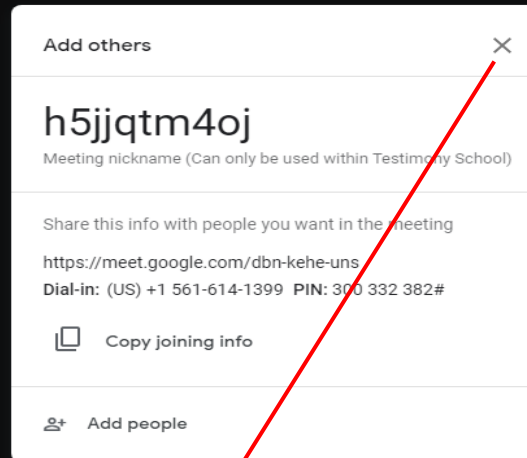 Add others
h5jjqtm4oj
Meeting nickname (Can only be used within Testimony School)
Share this info with people you want in the meeting
https://meet.google.com/dbn-kehe-uns
Dial-in: (US) +1 561-614-1399 PIN: 300 332 382#
Copy joining info
Add people